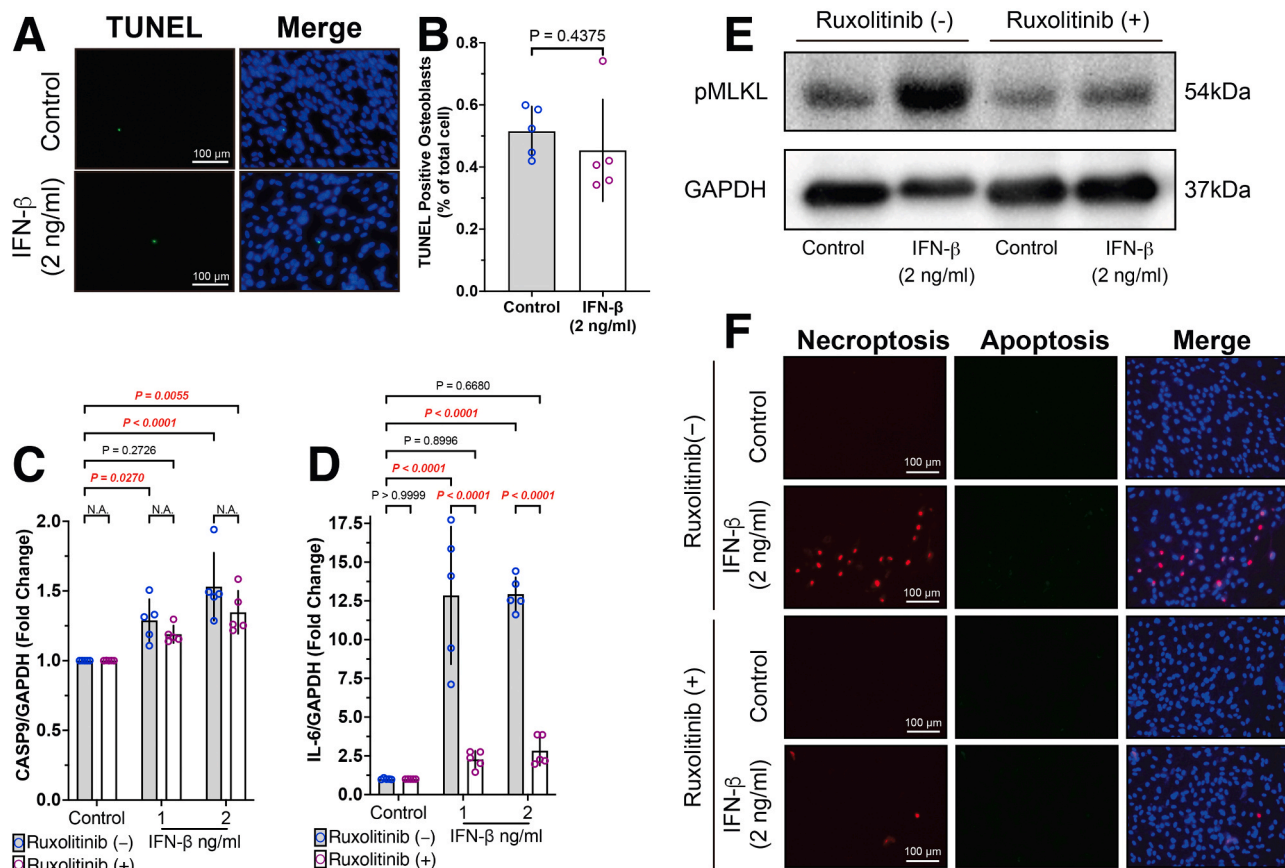 A
TUNEL
Merge
Control
100 µm
IFN-β
(2 ng/ml)
100 µm
B
P = 0.4375
TUNEL Positive Osteoblasts
(% of total cell)
0.8
0.6
0.4
0.2
0.0
Control
IFN-β
(2 ng/ml)
C
P = 0.0055
P < 0.0001
P = 0.2726
P = 0.0270
N.A.
N.A.
N.A.
CASP9/GAPDH (Fold Change)
2.0
1.5
1.0
0.5
0.0
Control
1
2
IFN-β ng/ml
Ruxolitinib (–)
Ruxolitinib (+)
D
P = 0.6680
P < 0.0001
P = 0.8996
P < 0.0001
P > 0.9999
P < 0.0001
P < 0.0001
IL-6/GAPDH (Fold Change)
17.5
15.0
12.5
10.0
7.5
5.0
2.5
0.0
Control
1
2
IFN-β ng/ml
Ruxolitinib (–)
Ruxolitinib (+)
E
Ruxolitinib (-)
Ruxolitinib (+)
pMLKL
54kDa
GAPDH
37kDa
Control
IFN-β
(2 ng/ml)
Control
IFN-β
(2 ng/ml)
F
Necroptosis
Apoptosis
Merge
Ruxolitinib(–)
Control
100 µm
IFN-β
(2 ng/ml)
100 µm
Ruxolitinib (+)
Control
100 µm
IFN-β
(2 ng/ml)
100 µm